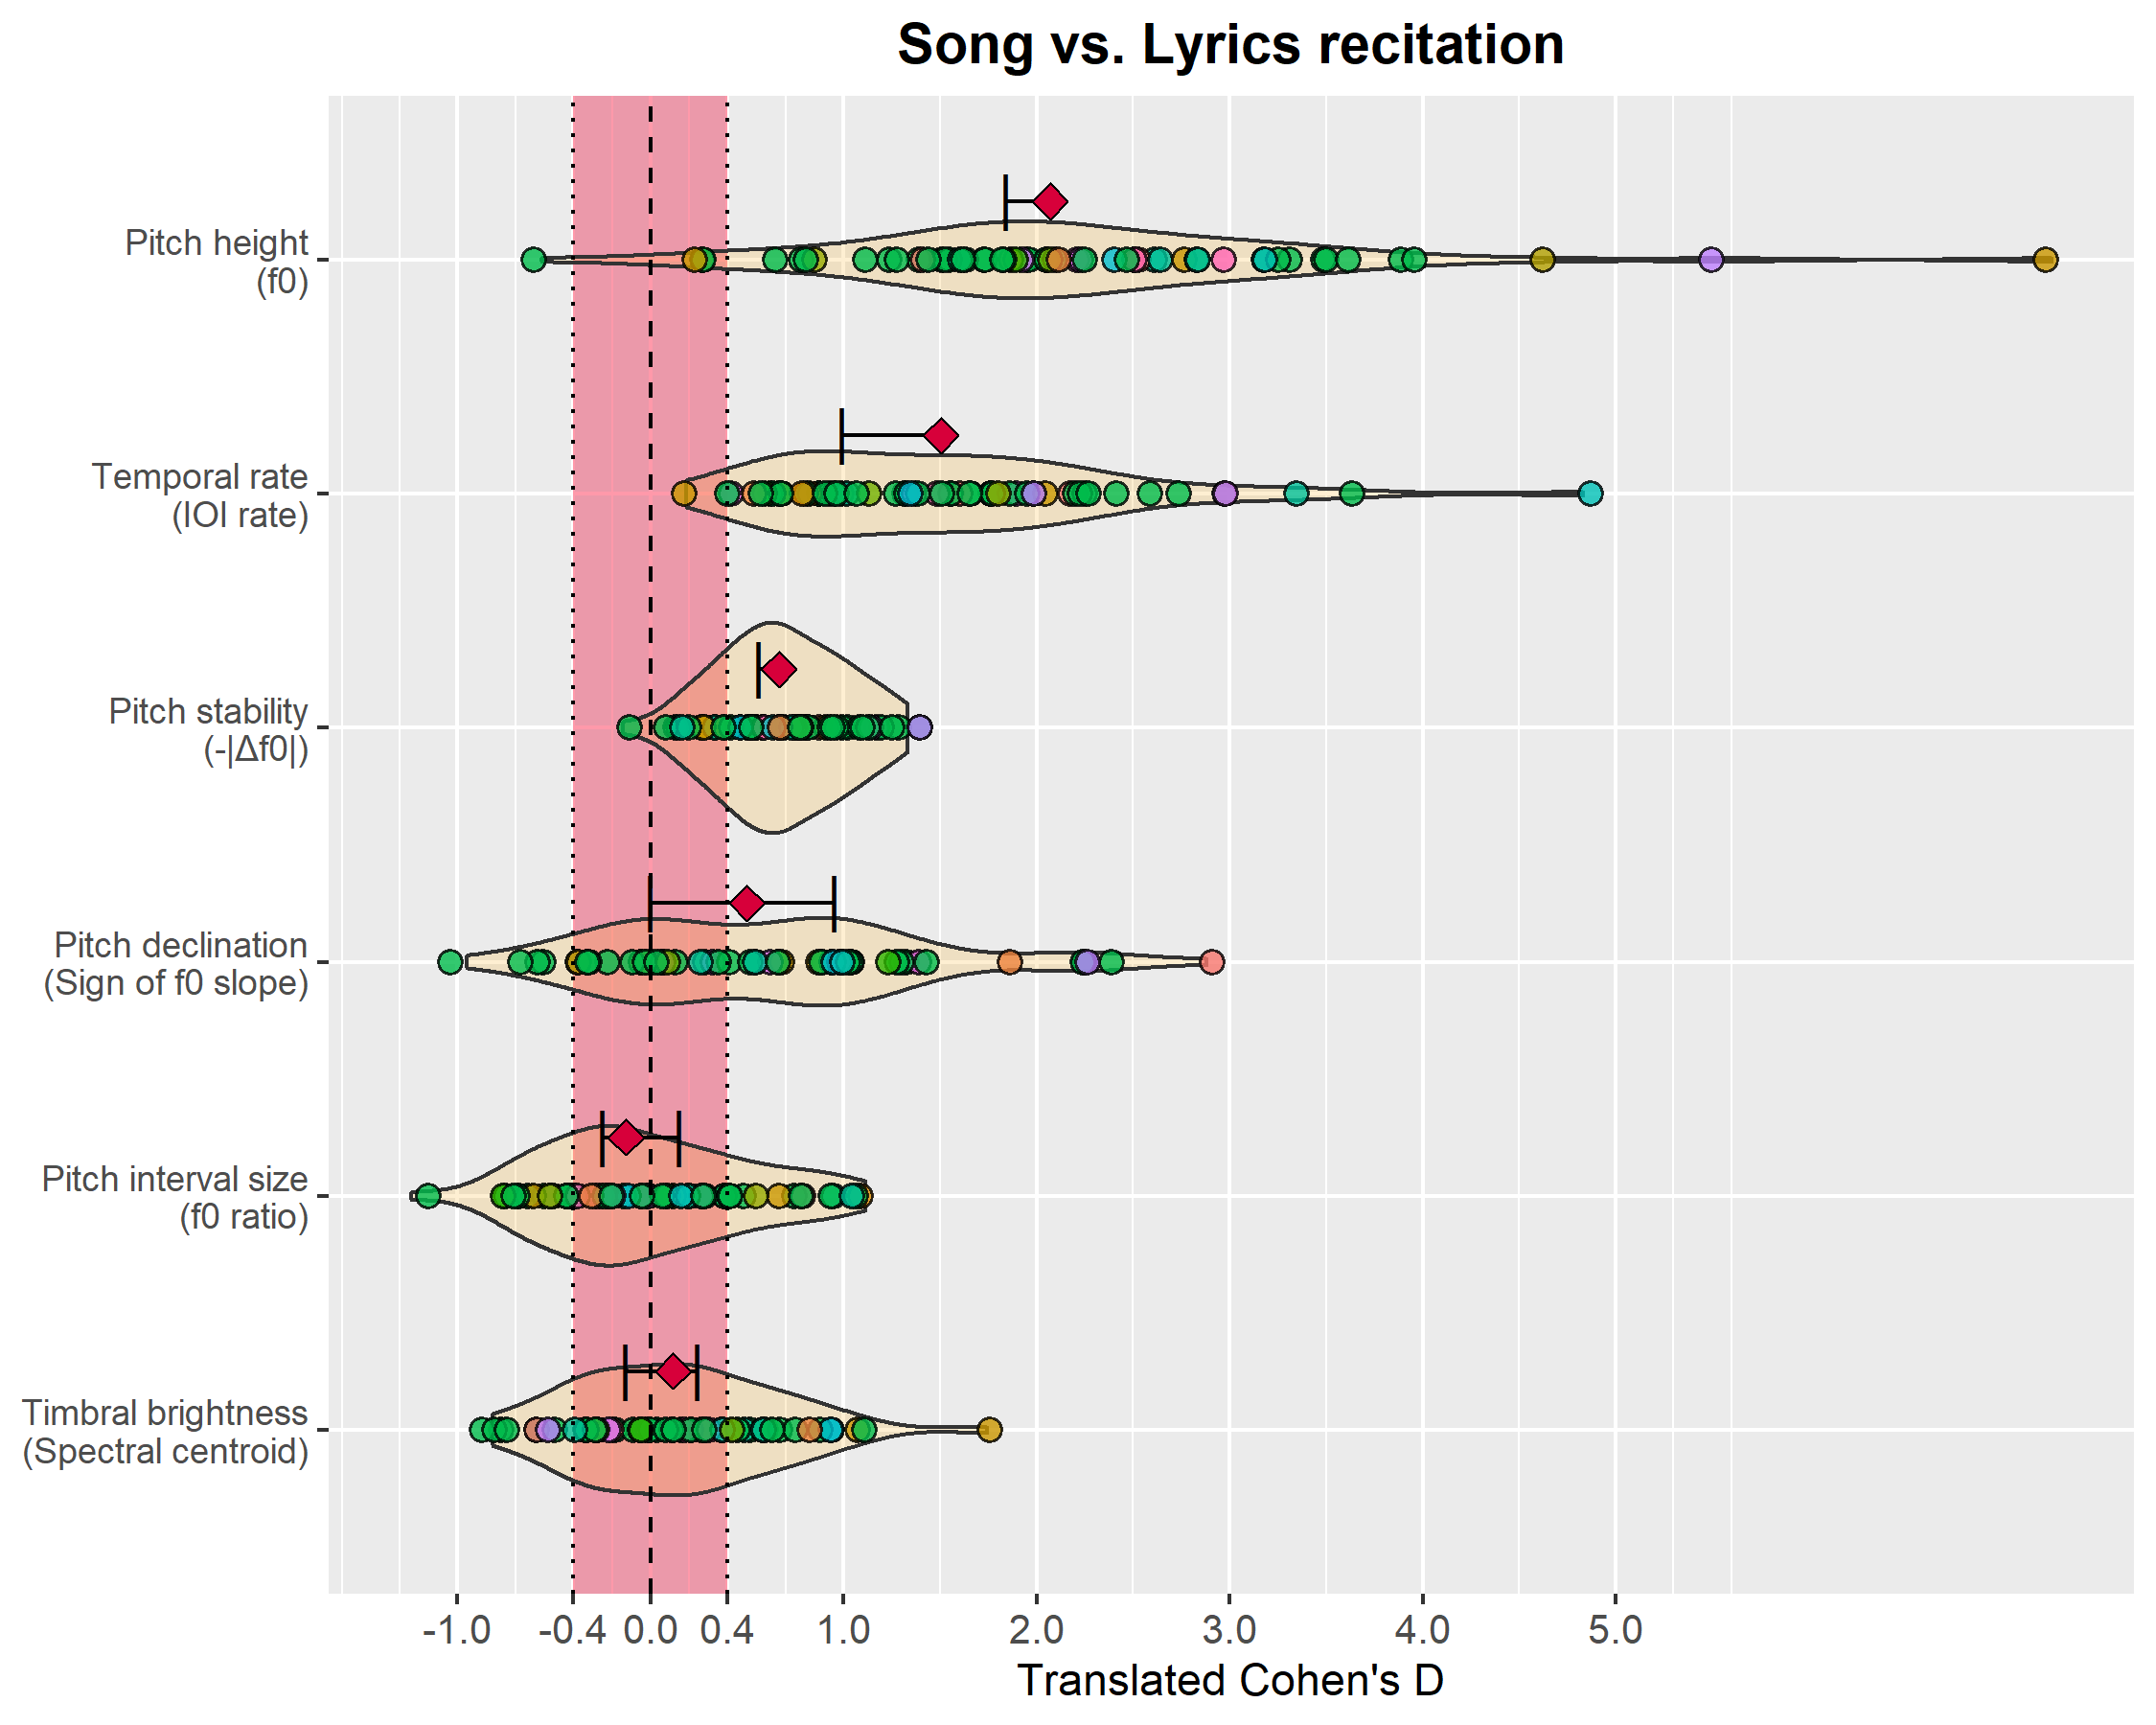 Song vs. Lyrics recitation
Pitch height
(f0)
Temporal rate
(IOI rate)
Pitch stability
(-|Δf0|)
Pitch declination
(Sign of f0 slope)
Pitch interval size
(f0 ratio)
Timbral brightness
(Spectral centroid)
-1.0 -0.4 0.0 0.4 1.0 2.0 3.0 4.0 5.0
Translated Cohen's D